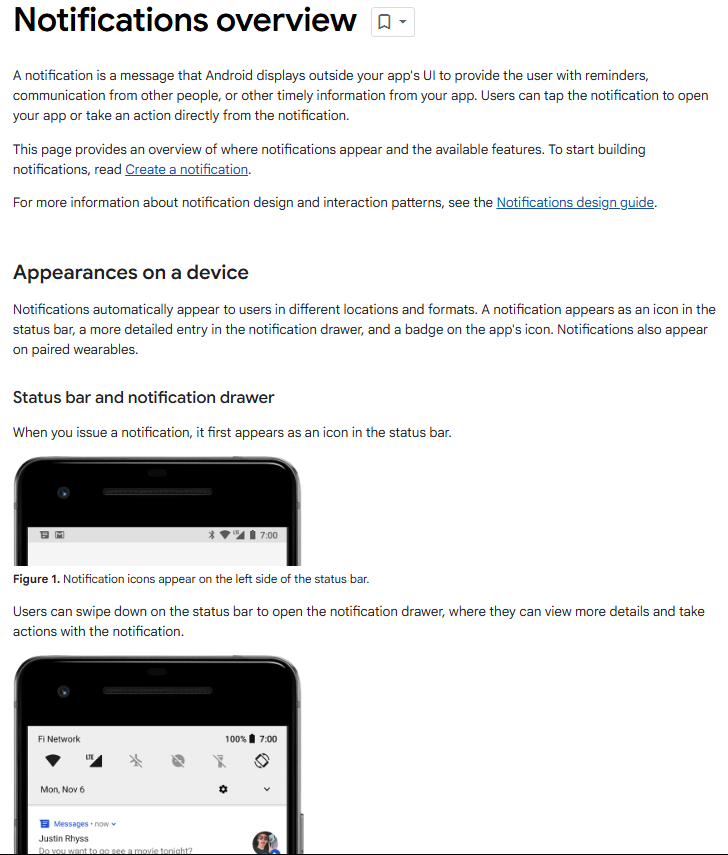 Notifications overview
A notification is a message that Android displays outside your app's UI to provide the user with reminders,
communication from other people, or other timely information from your app. Users can tap the notification to open
your app or take an action directly from the notification.
This page provides an overview of where notifications appear and the available features. To start building
notifications, read Create a notification.
For more information about notification design and interaction patterns, see the Notifications design guide.
Appearances on a device
Notifications automatically appear to users in different locations and formats. A notification appears as an icon in the
status bar, a more detailed entry in the notification drawer, and a badge on the app's icon. Notifications also appear
on paired wearables.
Status bar and notification drawer
When you issue a notification, it first appears as an icon in the status bar.
LTE 7:00
Figure 1. Notification icons appear on the left side of the status bar.
Users can swipe down on the status bar to open the notification drawer, where they can view more details and take
actions with the notification.
Fi Network 100% 7:00
LTE
Mon, Nov 6
Messages • now
Justin Rhyss
Do you want to go see a movie tonight?